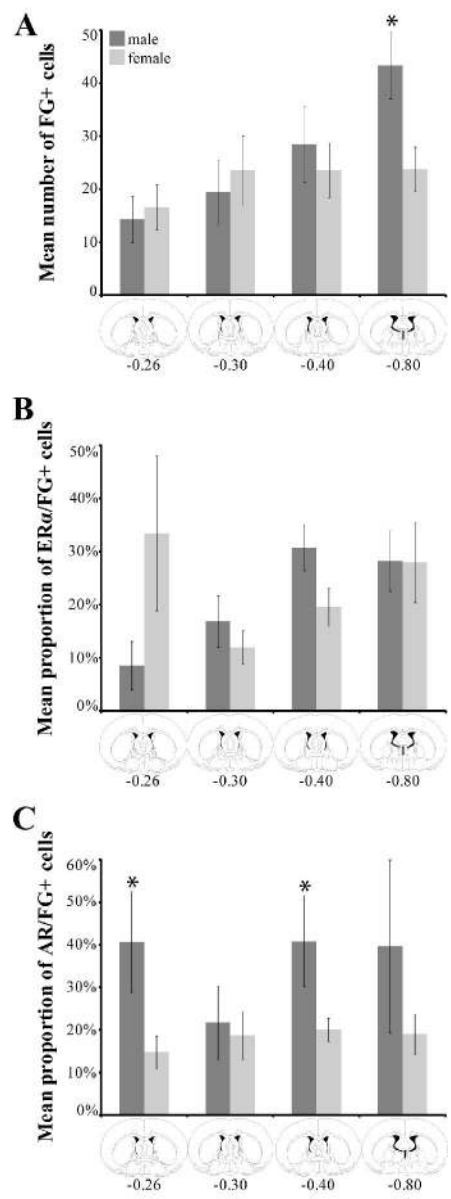 A
Mean number of FG+ cells
50
40
30
20
10
0
male
female
*
-0.26 -0.30 -0.40 -0.80
B
Mean proportion of ERα/FG+ cells
50%
40%
30%
20%
10%
0%
-0.26 -0.30 -0.40 -0.80
C
Mean proportion of AR/FG+ cells
60%
50%
40%
30%
20%
10%
0%
* *
-0.26 -0.30 -0.40 -0.80